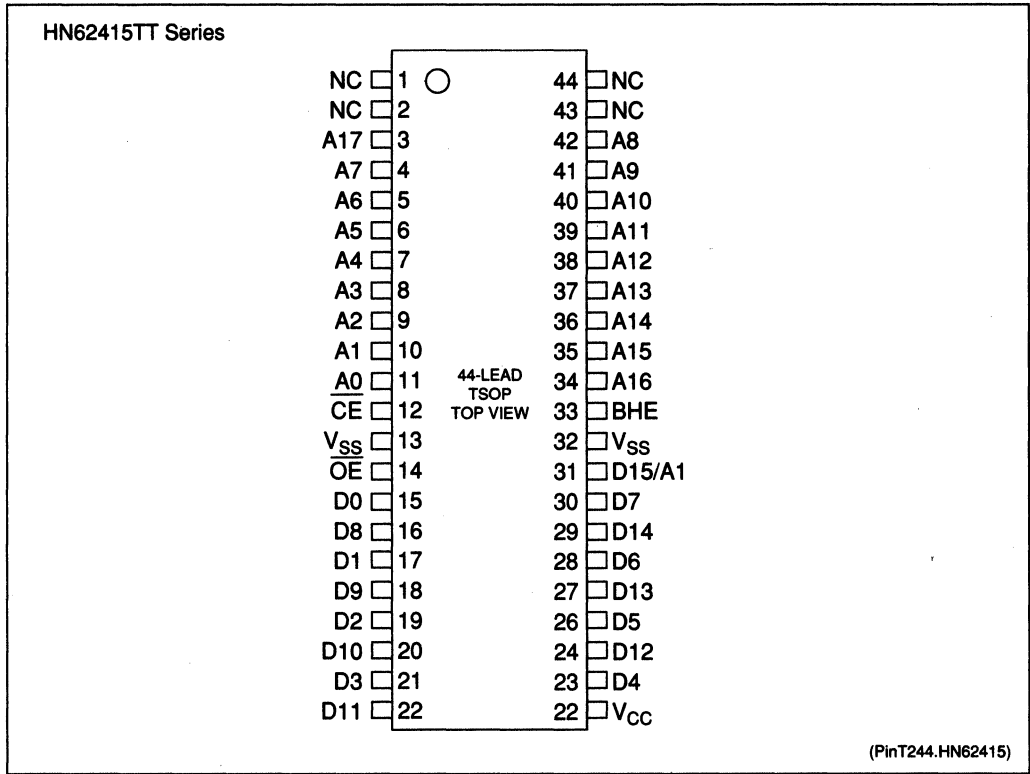 HN62415TT Series
NC 1 44 NC
NC 2 43 NC
A17 3 42 A8
A7 4 41 A9
A6 5 40 A10
A5 6 39 A11
A4 7 38 A12
A3 8 37 A13
A2 9 36 A14
A1 10 35 A15
A0 11 34 A16
C̅E̅ 12 33 BHE
VSS 13 32 VSS
O̅E̅ 14 31 D15/A1
D0 15 30 D7
D8 16 29 D14
D1 17 28 D6
D9 18 27 D13
D2 19 26 D5
D10 20 24 D12
D3 21 23 D4
D11 22 22 VCC
44-LEAD
TSOP
TOP VIEW
(PinT244.HN62415)